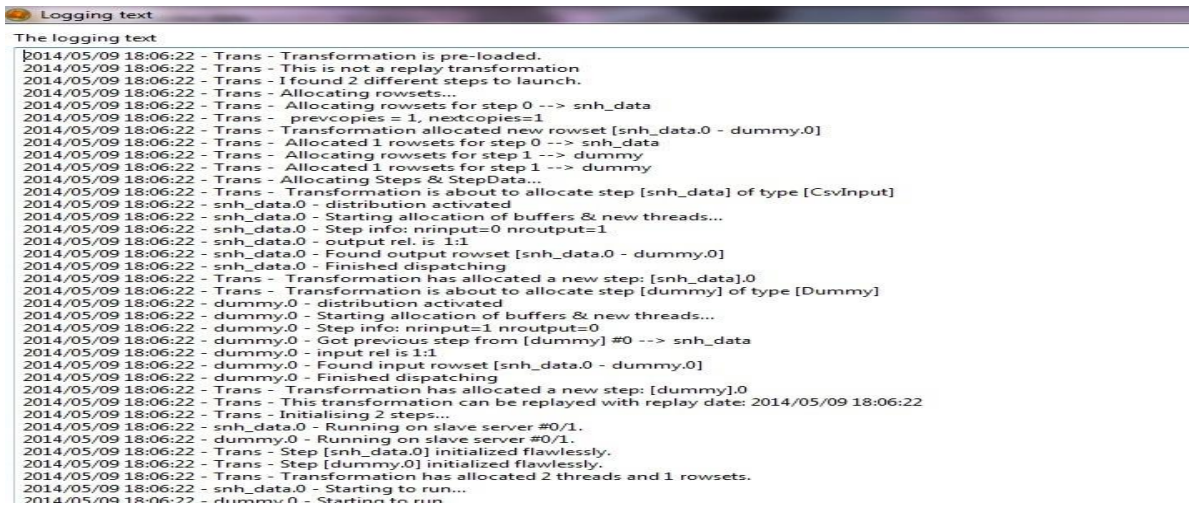 Logging text
The logging text
2014/05/09 18:06:22 - Trans - Transformation is pre-loaded.
2014/05/09 18:06:22 - Trans - This is not a replay transformation
2014/05/09 18:06:22 - Trans - I found 2 different steps to launch.
2014/05/09 18:06:22 - Trans - Allocating rowsets...
2014/05/09 18:06:22 - Trans -  Allocating rowsets for step 0 --> snh_data
2014/05/09 18:06:22 - Trans -   prevcopies = 1, nextcopies=1
2014/05/09 18:06:22 - Trans - Transformation allocated new rowset [snh_data.0 - dummy.0]
2014/05/09 18:06:22 - Trans -  Allocated 1 rowsets for step 0 --> snh_data
2014/05/09 18:06:22 - Trans -  Allocating rowsets for step 1 --> dummy
2014/05/09 18:06:22 - Trans -  Allocated 1 rowsets for step 1 --> dummy
2014/05/09 18:06:22 - Trans - Allocating Steps & StepData...
2014/05/09 18:06:22 - Trans -  Transformation is about to allocate step [snh_data] of type [CsvInput]
2014/05/09 18:06:22 - snh_data.0 - distribution activated
2014/05/09 18:06:22 - snh_data.0 - Starting allocation of buffers & new threads...
2014/05/09 18:06:22 - snh_data.0 - Step info: nrinput=0 nroutput=1
2014/05/09 18:06:22 - snh_data.0 - output rel. is  1:1
2014/05/09 18:06:22 - snh_data.0 - Found output rowset [snh_data.0 - dummy.0]
2014/05/09 18:06:22 - snh_data.0 - Finished dispatching
2014/05/09 18:06:22 - Trans -  Transformation has allocated a new step: [snh_data].0
2014/05/09 18:06:22 - Trans -  Transformation is about to allocate step [dummy] of type [Dummy]
2014/05/09 18:06:22 - dummy.0 - distribution activated
2014/05/09 18:06:22 - dummy.0 - Starting allocation of buffers & new threads...
2014/05/09 18:06:22 - dummy.0 - Step info: nrinput=1 nroutput=0
2014/05/09 18:06:22 - dummy.0 - Got previous step from [dummy] #0 --> snh_data
2014/05/09 18:06:22 - dummy.0 - input rel is 1:1
2014/05/09 18:06:22 - dummy.0 - Found input rowset [snh_data.0 - dummy.0]
2014/05/09 18:06:22 - dummy.0 - Finished dispatching
2014/05/09 18:06:22 - Trans -  Transformation has allocated a new step: [dummy].0
2014/05/09 18:06:22 - Trans - This transformation can be replayed with replay date: 2014/05/09 18:06:22
2014/05/09 18:06:22 - Trans - Initialising 2 steps...
2014/05/09 18:06:22 - snh_data.0 - Running on slave server #0/1.
2014/05/09 18:06:22 - dummy.0 - Running on slave server #0/1.
2014/05/09 18:06:22 - Trans - Step [snh_data.0] initialized flawlessly.
2014/05/09 18:06:22 - Trans - Step [dummy.0] initialized flawlessly.
2014/05/09 18:06:22 - Trans - Transformation has allocated 2 threads and 1 rowsets.
2014/05/09 18:06:22 - snh_data.0 - Starting to run...
2014/05/09 18:06:22 - dummy.0 - Starting to run